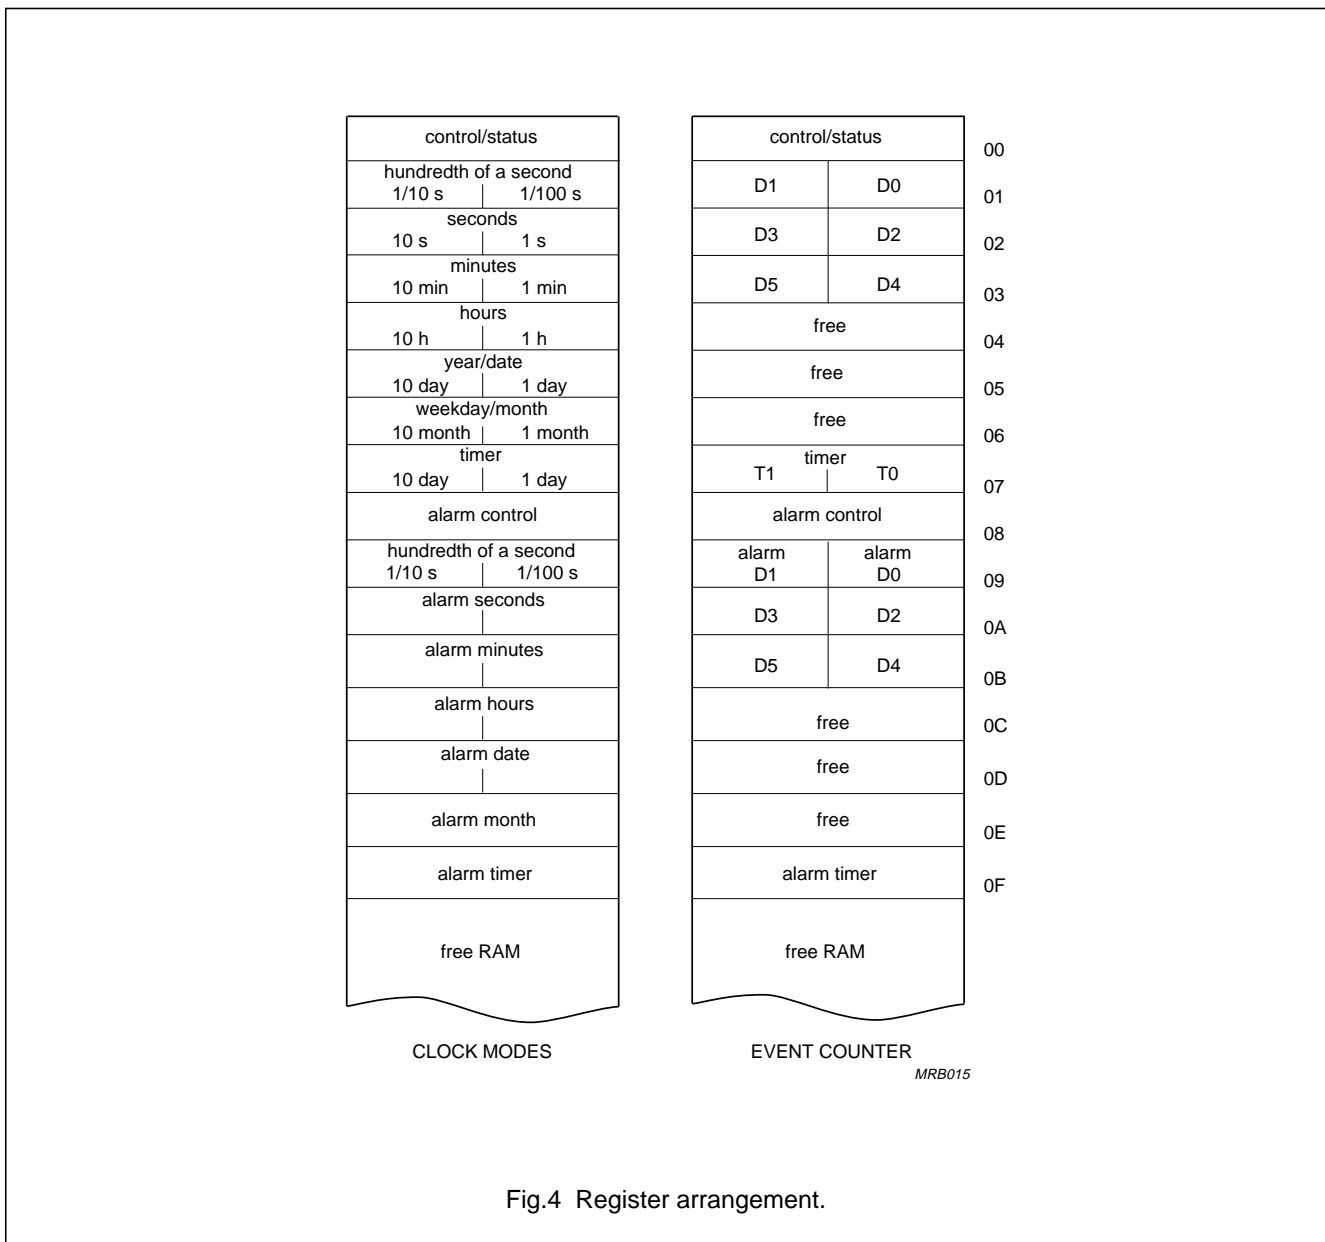 control/status control/status 00
hundredth of a second
1/10 s 1/100 s D1 D0 01
seconds
10 s 1 s D3 D2 02
minutes
10 min 1 min D5 D4 03
hours
10 h 1 h free 04
year/date
10 day 1 day free 05
weekday/month
10 month 1 month free 06
timer timer
10 day 1 day T1 T0 07
alarm control alarm control 08
hundredth of a second alarm alarm
1/10 s 1/100 s D1 D0 09
alarm seconds D3 D2 0A
alarm minutes D5 D4 0B
alarm hours free 0C
alarm date free 0D
alarm month free 0E
alarm timer alarm timer 0F
free RAM free RAM
CLOCK MODES EVENT COUNTER
MRB015
Fig.4 Register arrangement.